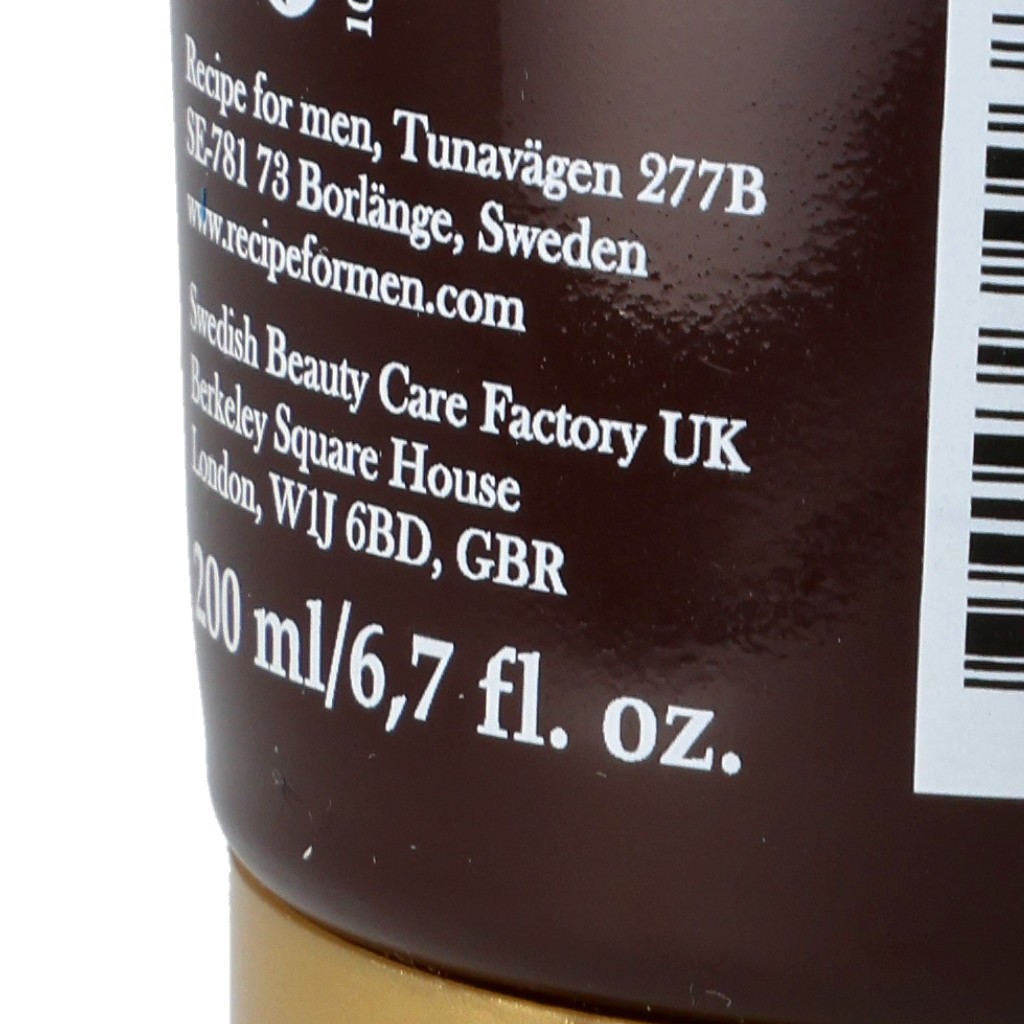 Recipe for men, Tunavägen 277B
SE-781 73 Borlänge, Sweden
www.recipeformen.com
Swedish Beauty Care Factory UK
Berkeley Square House
London, W1J 6BD, GBR
200 ml/6,7 fl. oz.